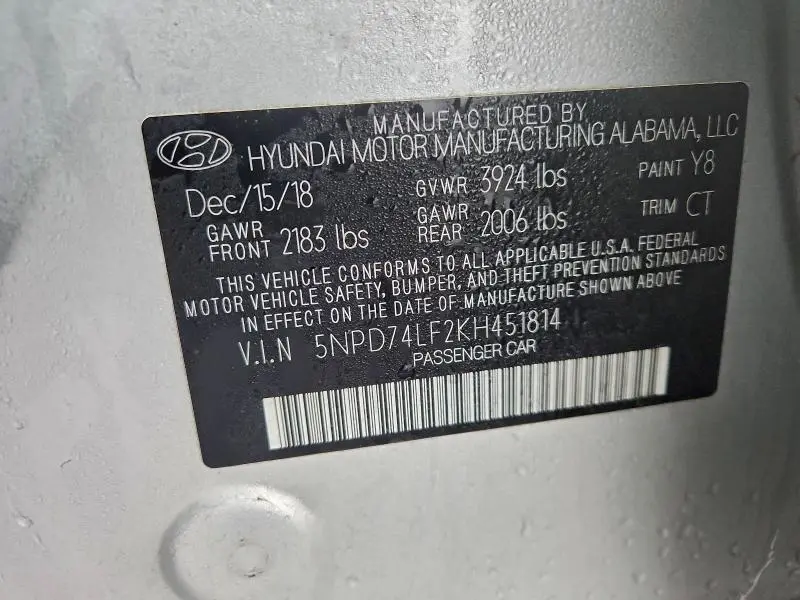 MANUFACTURED BY
HYUNDAI MOTOR MANUFACTURING ALABAMA, LLC
Dec/15/18 GVWR 3924 lbs PAINT Y8
GAWR FRONT 2183 lbs GAWR REAR 2006 lbs TRIM CT
THIS VEHICLE CONFORMS TO ALL APPLICABLE U.S.A. FEDERAL
MOTOR VEHICLE SAFETY, BUMPER, AND THEFT PREVENTION STANDARDS
IN EFFECT ON THE DATE OF MANUFACTURE SHOWN ABOVE
V.I.N 5NPD74LF2KH451814
PASSENGER CAR